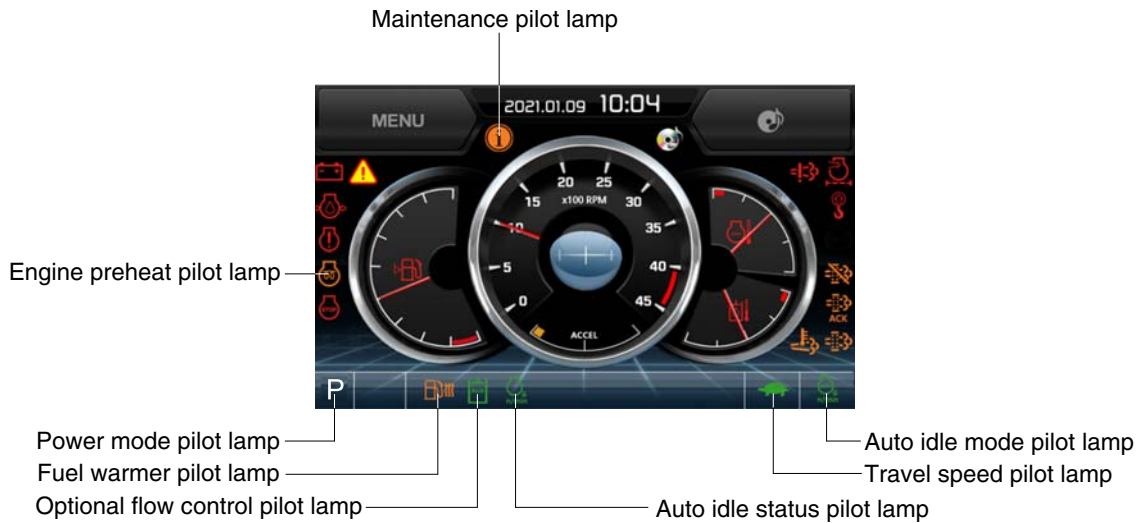 Maintenance pilot lamp
MENU
2021.01.09 10:04
20 25
15 x100 RPM 30
10 35
5 40
0 45
ACCEL
Engine preheat pilot lamp
STOP
ACK
P
Power mode pilot lamp
Fuel warmer pilot lamp
Optional flow control pilot lamp
Auto idle status pilot lamp
Auto idle mode pilot lamp
Travel speed pilot lamp